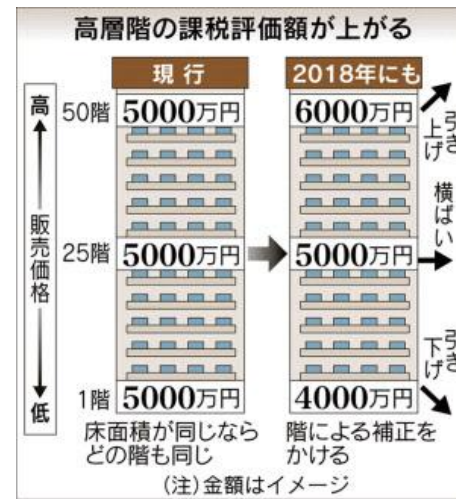 高層階の課税評価額が上がる
現行
2018年にも
高
販売価格
低
50階
5000万円
6000万円
引き上げ
25階
5000万円
5000万円
横ばい
1階
5000万円
4000万円
引き下げ
床面積が同じなら
どの階も同じ
階による補正を
かける
(注)金額はイメージ